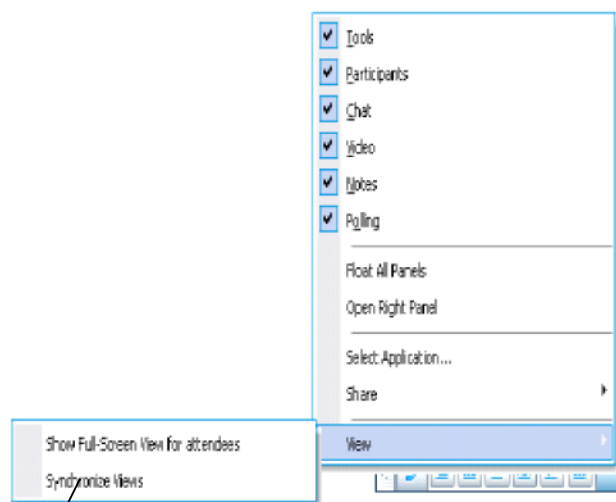 Tools
Participants
Chat
Video
Notes
Polling
Float All Panels
Open Right Panel
Select Application...
Share
View
Show Full-Screen View for attendees
Synchronize Views